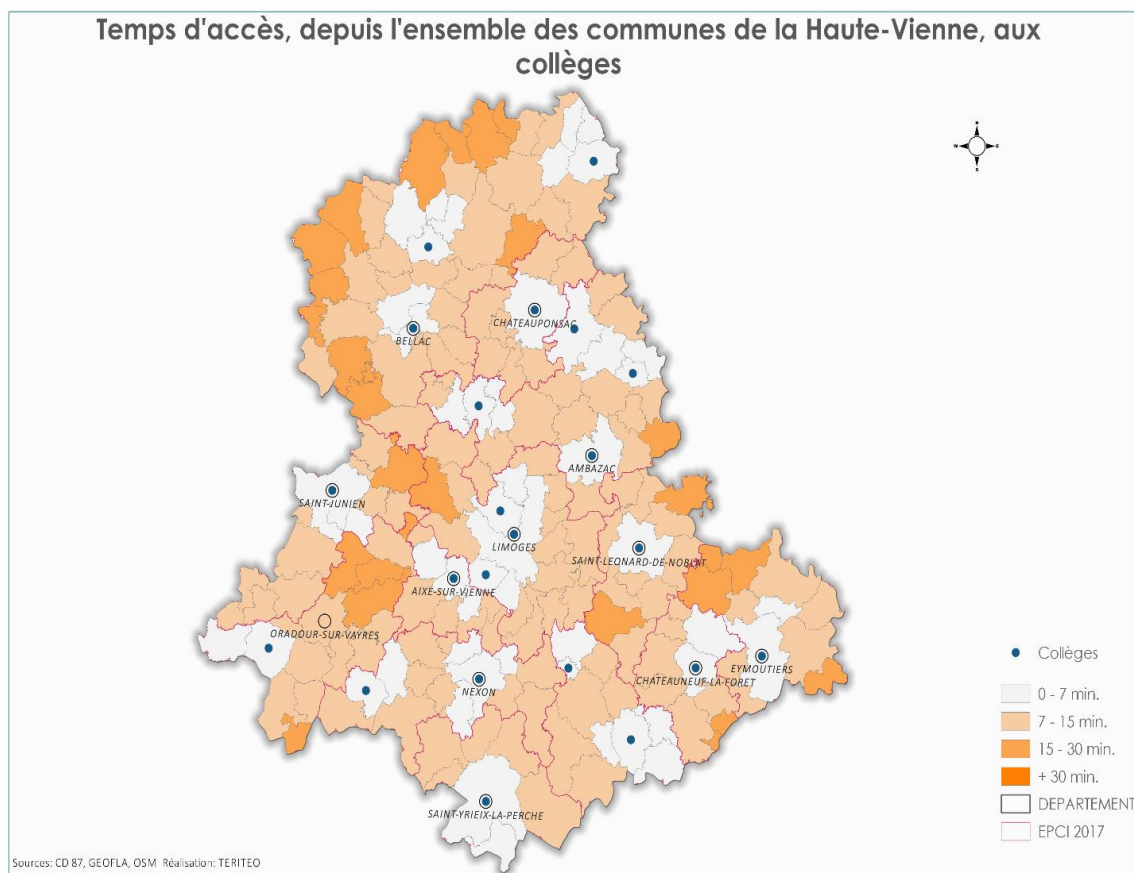 Temps d'accès, depuis l'ensemble des communes de la Haute-Vienne, aux
collèges
N
W
E
S
CHATEAUPONSAC
BELLAC
AMBAZAC
SAINT-JUNIEN
LIMOGES
SAINT-LEONARD-DE-NOBLAT
AIXE-SUR-VIENNE
ORADOUR-SUR-VAYRES
EYMOUTIERS
CHATEAUNEUF-LA-FORET
NEXON
SAINT-YRIEIX-LA-PERCHE
Collèges
0 - 7 min.
7 - 15 min.
15 - 30 min.
+ 30 min.
DEPARTEMENT
EPCI 2017
Sources: CD 87, GEOFLA, OSM Réalisation: TERITEO